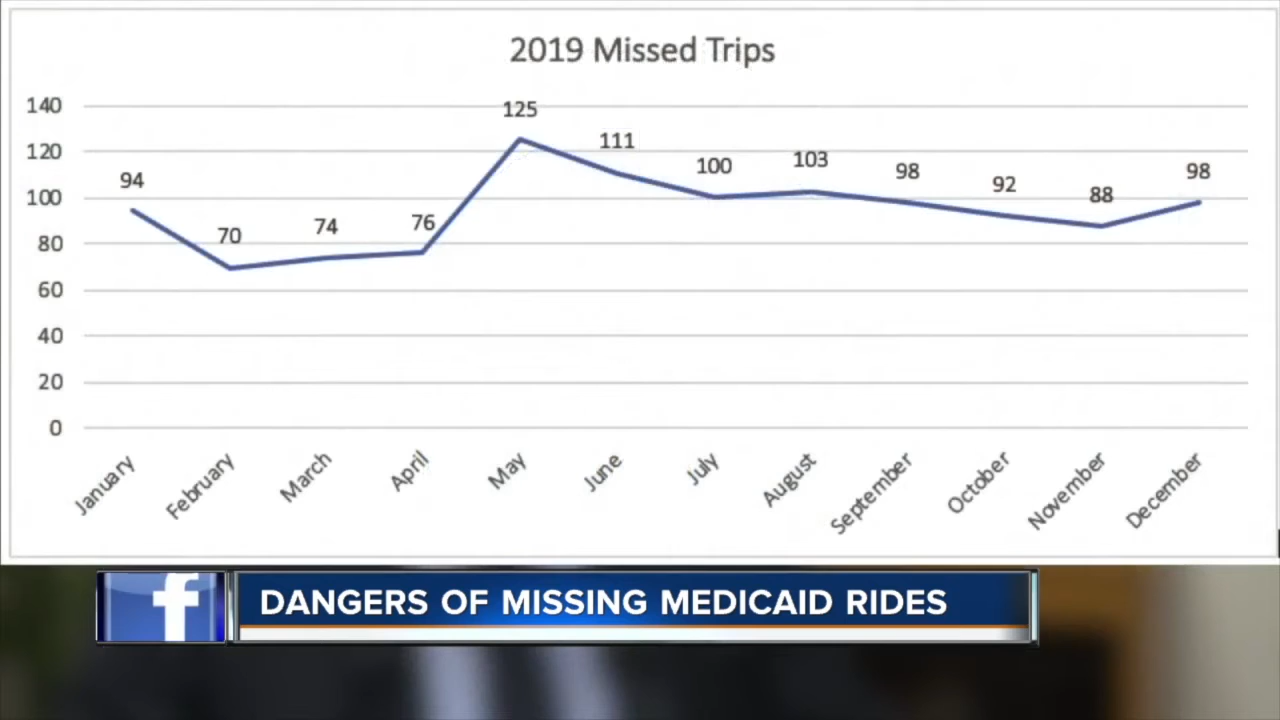 2019 Missed Trips
140
120
100
80
60
40
20
0
94
70
74
76
125
111
100
103
98
92
88
98
January
February
March
April
May
June
July
August
September
October
November
December
f
DANGERS OF MISSING MEDICAID RIDES